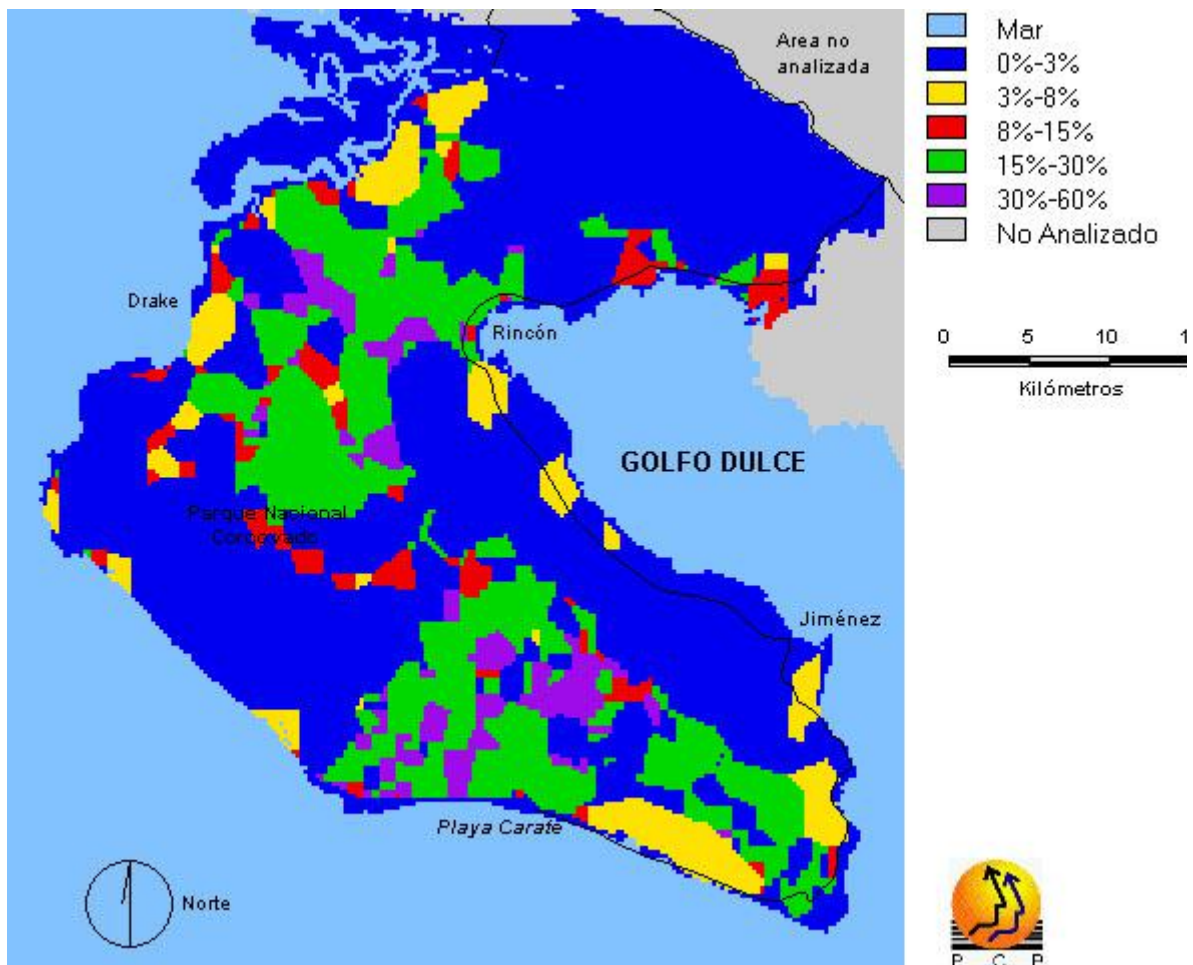 Area no
analizada
Drake
Rincón
GOLFO DULCE
Parque Nacional
Corcovado
Jiménez
Playa Carate
Norte
Mar
0%-3%
3%-8%
8%-15%
15%-30%
30%-60%
No Analizado
0 5 10 1
Kilómetros
P C P